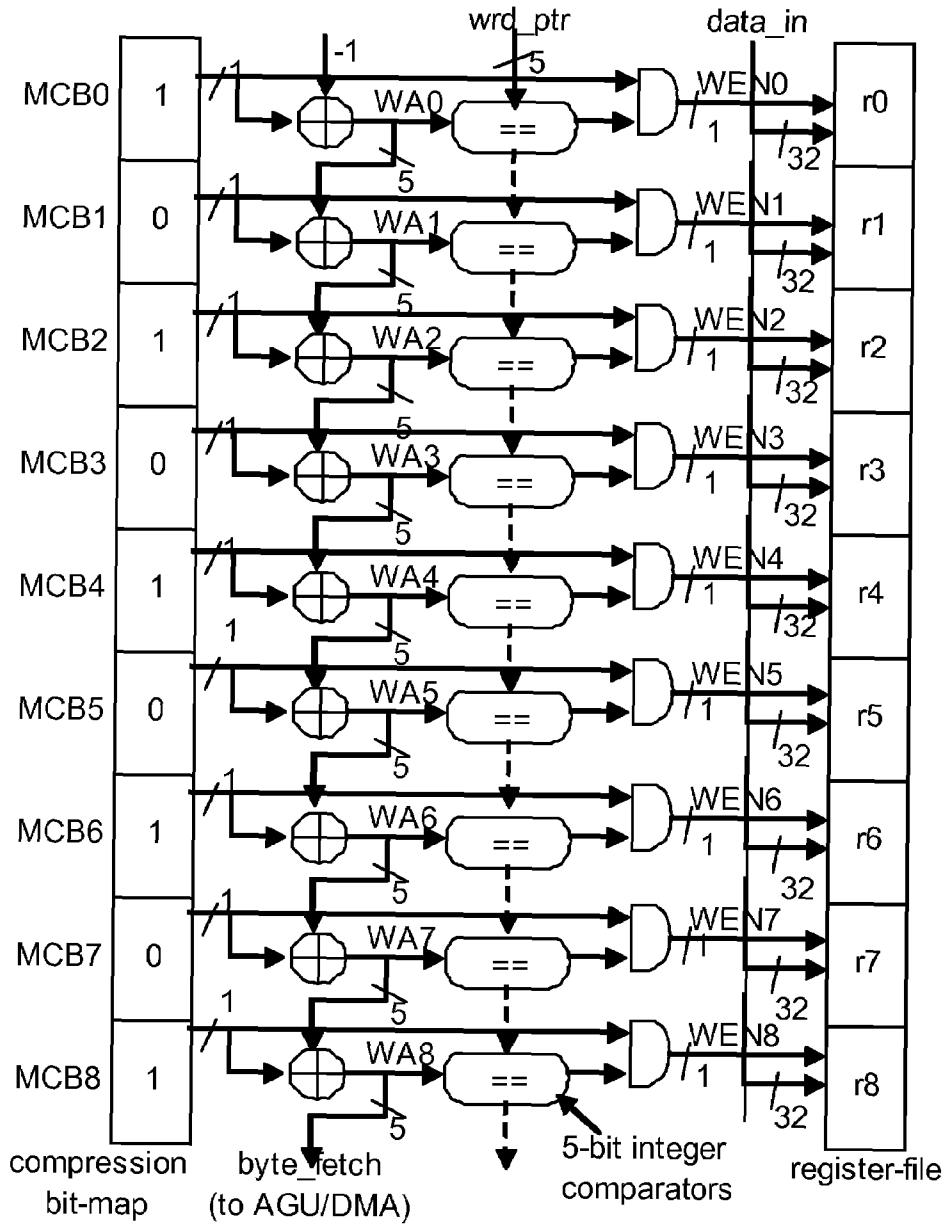 wrd_ptr data_in
-1 5
MCB0 1 1 WA0 == WEN0 r0
5 1 32
MCB1 0 1 WA1 == WEN1 r1
5 1 32
MCB2 1 1 WA2 == WEN2 r2
5 1 32
MCB3 0 1 WA3 == WEN3 r3
5 1 32
MCB4 1 1 WA4 == WEN4 r4
1 5 1 32
MCB5 0 1 WA5 == WEN5 r5
5 1 32
MCB6 1 1 WA6 == WEN6 r6
5 1 32
MCB7 0 1 WA7 == WEN7 r7
5 1 32
MCB8 1 1 WA8 == WEN8 r8
5 1 32
compression
bit-map
byte_fetch
(to AGU/DMA)
5-bit integer
comparators
register-file